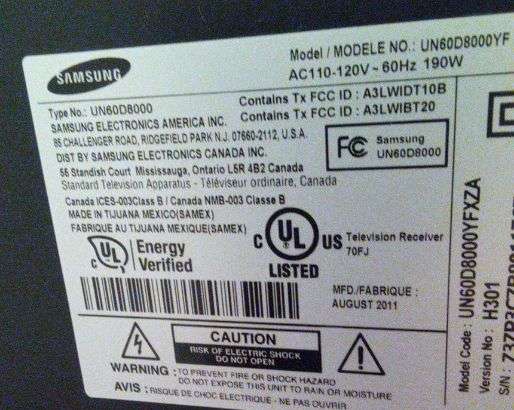 SAMSUNG
Model / MODELE NO.: UN60D8000YF
AC110-120V~60Hz 190W
Type No.: UN60D8000
Contains Tx FCC ID : A3LWIDT10B
Contains Tx FCC ID : A3LWIBT20
SAMSUNG ELECTRONICS AMERICA INC.
85 CHALLENGER ROAD, RIDGEFIELD PARK N.J. 07660-2112, U.S.A.
DIST BY SAMSUNG ELECTRONICS CANADA INC.
55 Standish Court Mississauga, Ontario L5R 4B2 Canada
Standard Television Apparatus - Téléviseur ordinaire, Canada
Canada ICES-003Class B / Canada NMB-003 Classe B
MADE IN TIJUANA MEXICO(SAMEX)
FABRIQUE AU TIJUANA MEXIQUE(SAMEX)
FC Samsung
UN60D8000
c UL Energy
Verified
C UL US
LISTED
Television Receiver
70FJ
MFD./FABRIQUE :
AUGUST 2011
CAUTION
RISK OF ELECTRIC SHOCK
DO NOT OPEN
WARNING : TO PREVENT FIRE OR SHOCK HAZARD
DO NOT EXPOSE THIS UNIT TO RAIN OR MOISTURE
AVIS : RISQUE DE CHOC ELECTRIQUE - NE PAS OUVRIR
Model Code : UN60D8000YFXZA
Version No : H301
S/N :